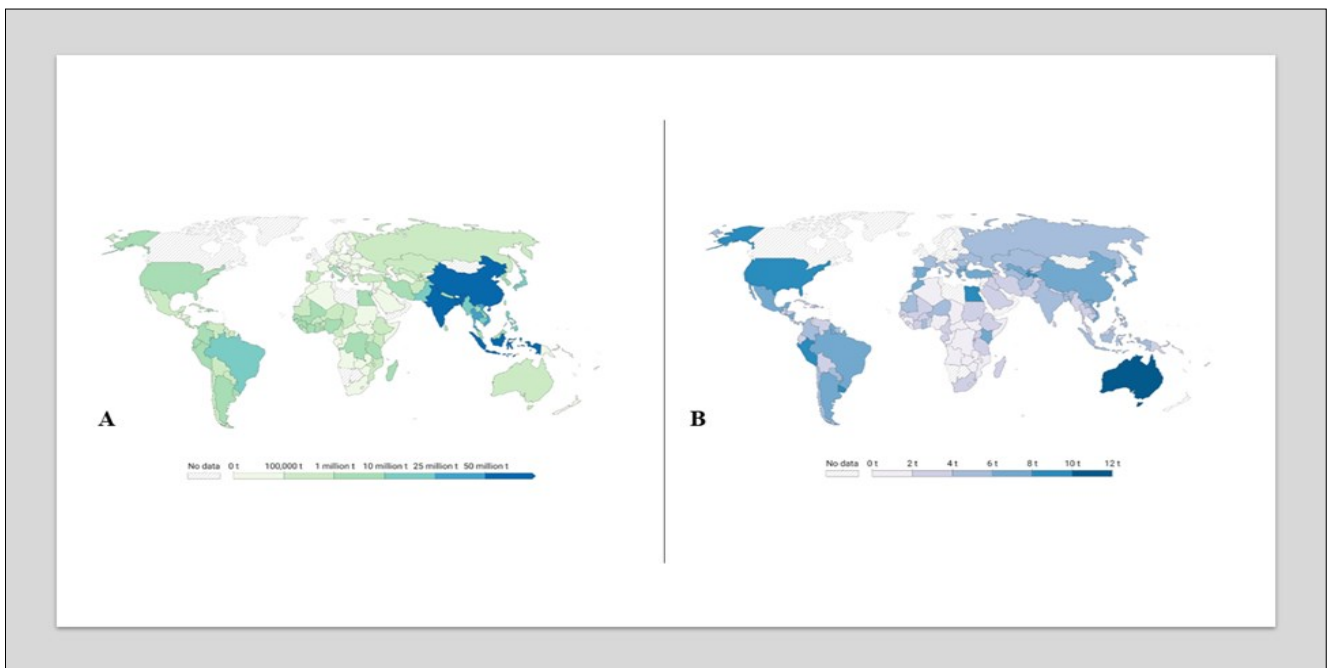 A
No data 0 t 100,000 t 1 million t 10 million t 25 million t 50 million t
B
No data 0 t 2 t 4 t 6 t 8 t 10 t 12 t